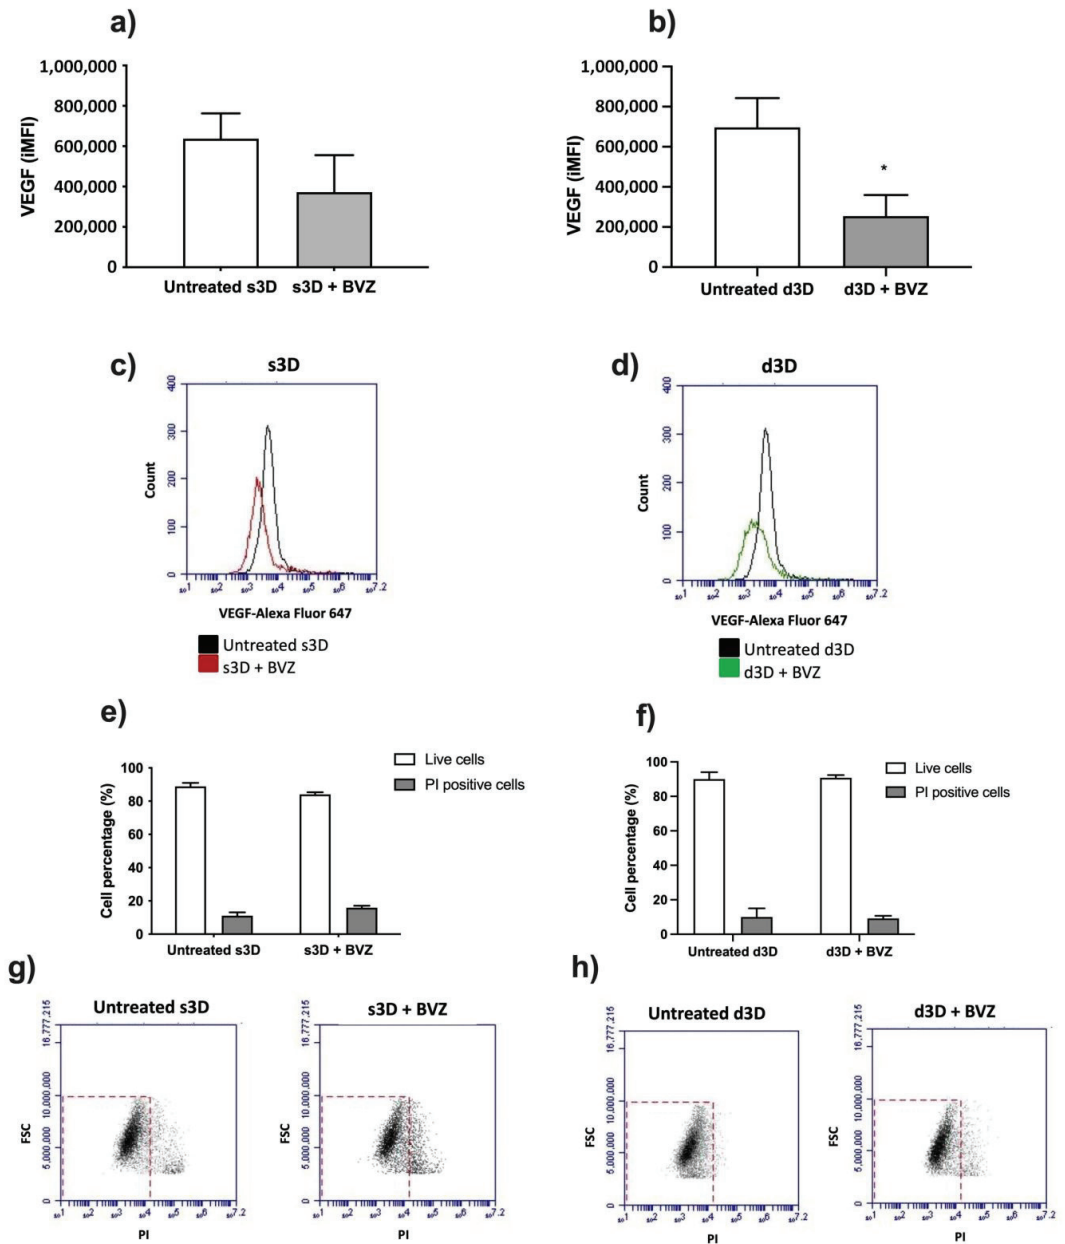 a)
1,000,000
800,000
600,000
400,000
200,000
0
VEGF (iMFI)
Untreated s3D s3D + BVZ
b)
1,000,000
800,000
600,000
400,000
200,000
0
VEGF (iMFI)
*
Untreated d3D d3D + BVZ
c)
s3D
400
300
200
100
0
Count
VEGF-Alexa Fluor 647
Untreated s3D
s3D + BVZ
d)
d3D
400
300
200
100
0
Count
VEGF-Alexa Fluor 647
Untreated d3D
d3D + BVZ
e)
100
80
60
40
20
0
Cell percentage (%)
Live cells
PI positive cells
Untreated s3D s3D + BVZ
f)
100
80
60
40
20
0
Cell percentage (%)
Live cells
PI positive cells
Untreated d3D d3D + BVZ
g)
Untreated s3D
16,777,215
10,000,000
5,000,000
0
FSC
PI
s3D + BVZ
16,777,215
10,000,000
5,000,000
0
FSC
PI
h)
Untreated d3D
16,777,215
10,000,000
5,000,000
0
FSC
PI
d3D + BVZ
16,777,215
10,000,000
5,000,000
0
FSC
PI